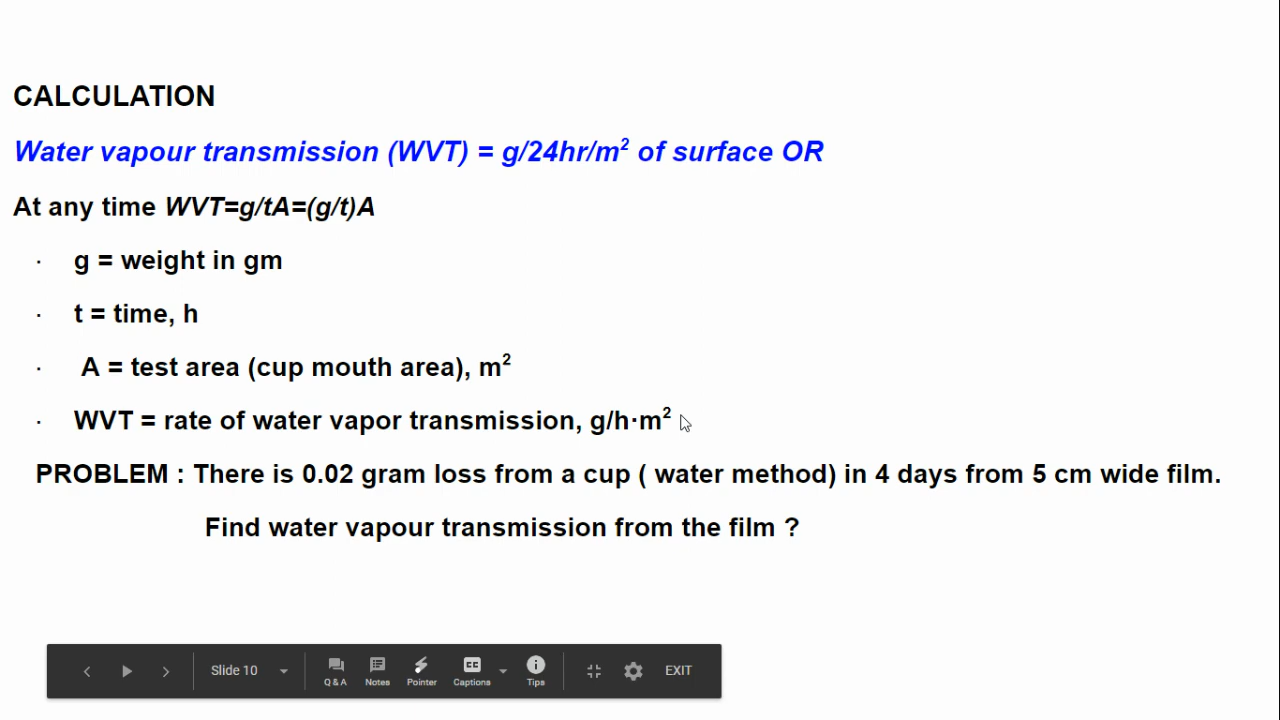 CALCULATION
Water vapour transmission (WVT) = g/24hr/m² of surface OR
At any time WVT=g/tA=(g/t)A
· g = weight in gm
· t = time, h
· A = test area (cup mouth area), m²
· WVT = rate of water vapor transmission, g/h·m²
PROBLEM : There is 0.02 gram loss from a cup ( water method) in 4 days from 5 cm wide film.
Find water vapour transmission from the film ?
Slide 10 Q & A Notes Pointer CC Captions Tips EXIT